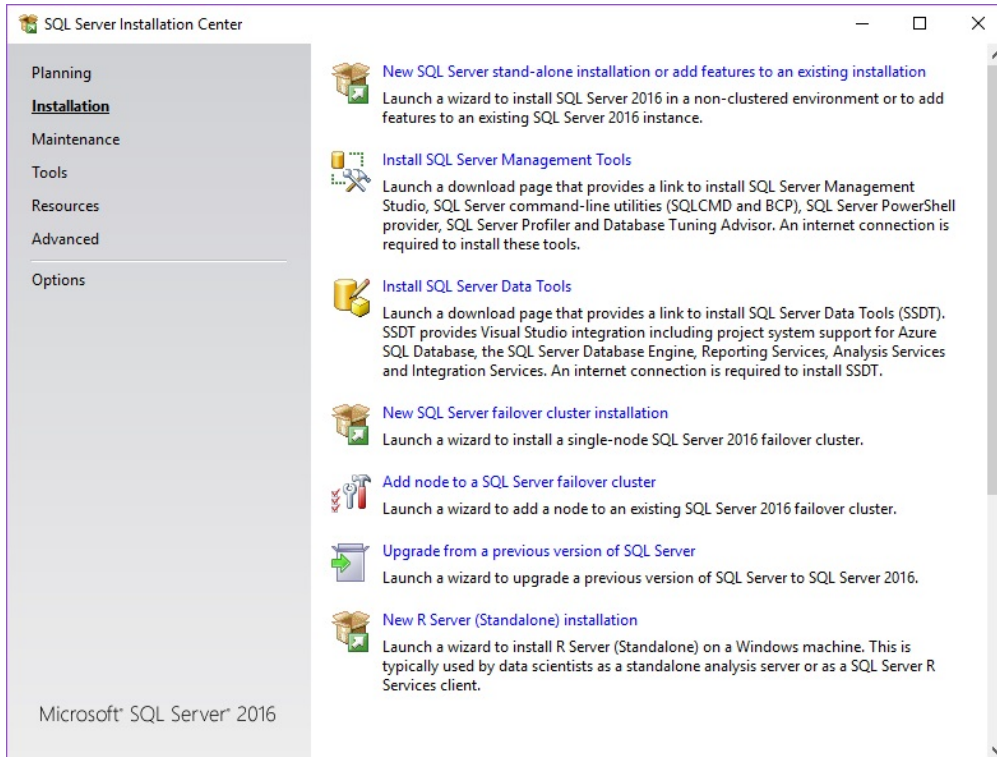 SQL Server Installation Center
Planning
Installation
Maintenance
Tools
Resources
Advanced
Options
Microsoft® SQL Server® 2016
New SQL Server stand-alone installation or add features to an existing installation
Launch a wizard to install SQL Server 2016 in a non-clustered environment or to add
features to an existing SQL Server 2016 instance.
Install SQL Server Management Tools
Launch a download page that provides a link to install SQL Server Management
Studio, SQL Server command-line utilities (SQLCMD and BCP), SQL Server PowerShell
provider, SQL Server Profiler and Database Tuning Advisor. An internet connection is
required to install these tools.
Install SQL Server Data Tools
Launch a download page that provides a link to install SQL Server Data Tools (SSDT).
SSDT provides Visual Studio integration including project system support for Azure
SQL Database, the SQL Server Database Engine, Reporting Services, Analysis Services
and Integration Services. An internet connection is required to install SSDT.
New SQL Server failover cluster installation
Launch a wizard to install a single-node SQL Server 2016 failover cluster.
Add node to a SQL Server failover cluster
Launch a wizard to add a node to an existing SQL Server 2016 failover cluster.
Upgrade from a previous version of SQL Server
Launch a wizard to upgrade a previous version of SQL Server to SQL Server 2016.
New R Server (Standalone) installation
Launch a wizard to install R Server (Standalone) on a Windows machine. This is
typically used by data scientists as a standalone analysis server or as a SQL Server R
Services client.